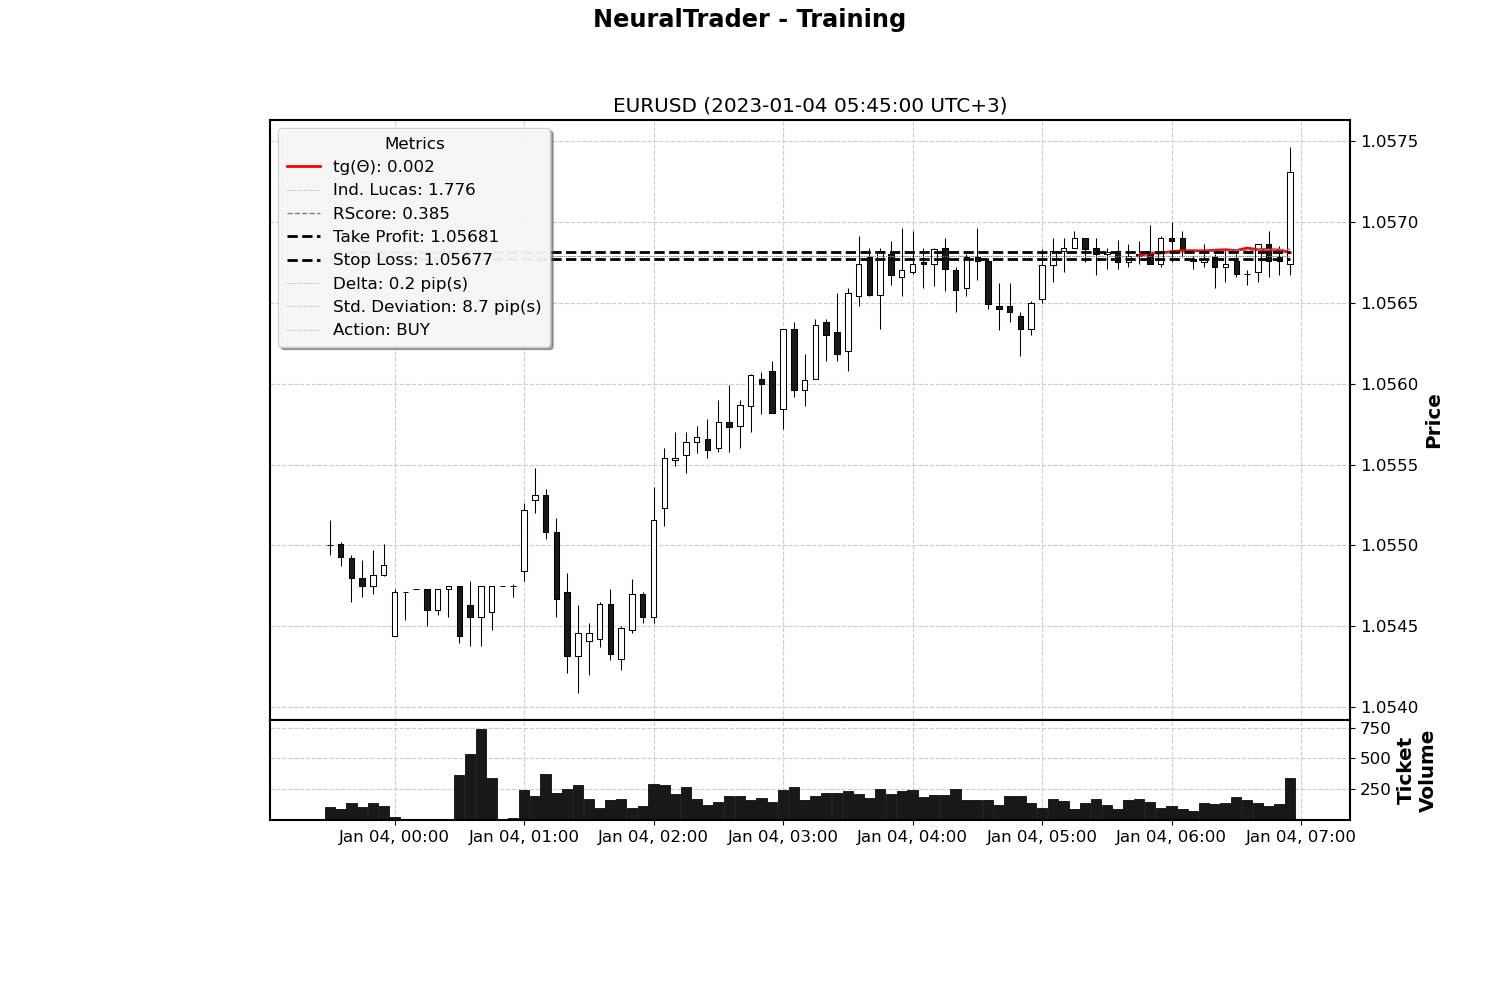 NeuralTrader - Training
EURUSD (2023-01-04 05:45:00 UTC+3)
Metrics
tg(Θ): 0.002
Ind. Lucas: 1.776
RScore: 0.385
Take Profit: 1.05681
Stop Loss: 1.05677
Delta: 0.2 pip(s)
Std. Deviation: 8.7 pip(s)
Action: BUY
1.0575
1.0570
1.0565
1.0560
1.0555
1.0550
1.0545
1.0540
Price
750
500
250
Ticket
Volume
Jan 04, 00:00
Jan 04, 01:00
Jan 04, 02:00
Jan 04, 03:00
Jan 04, 04:00
Jan 04, 05:00
Jan 04, 06:00
Jan 04, 07:00